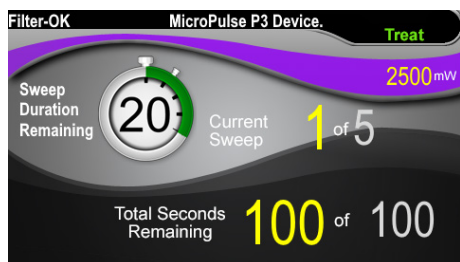 Filter-OK MicroPulse P3 Device.
Treat
2500mW
Sweep
Duration
Remaining
20
Current
Sweep
1 of 5
Total Seconds
Remaining
100 of 100